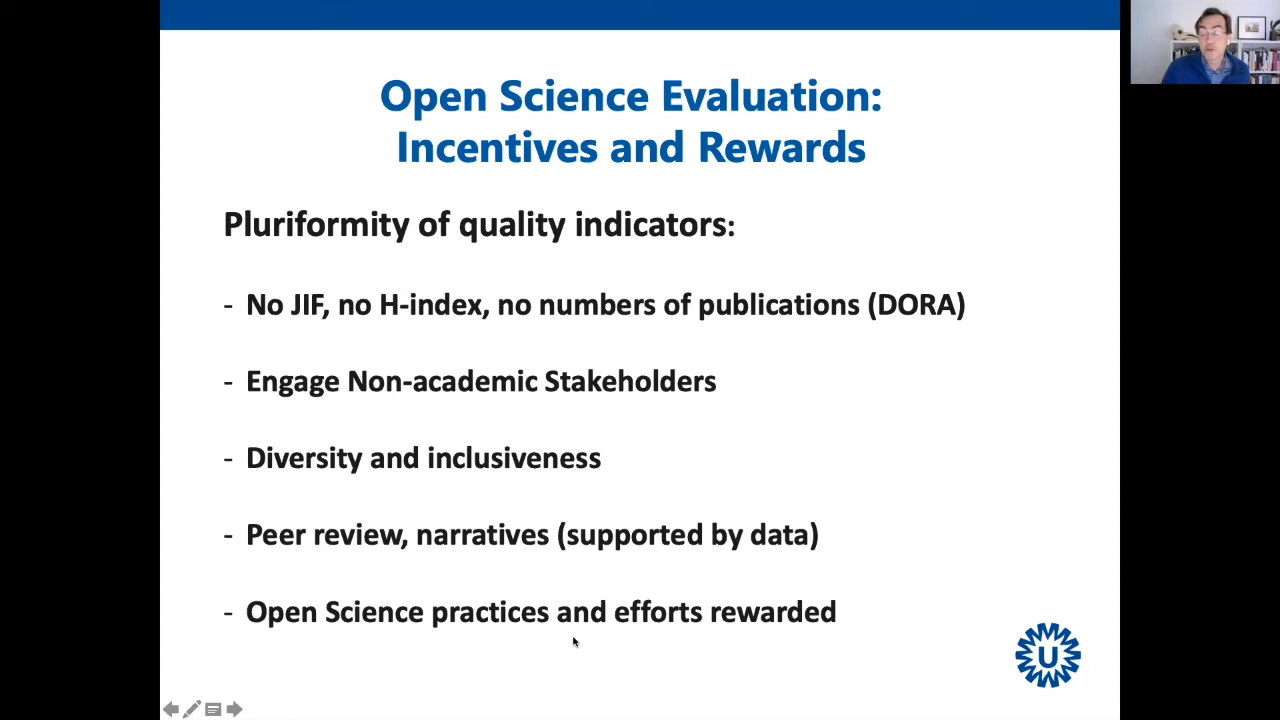 Open Science Evaluation:
Incentives and Rewards
Pluriformity of quality indicators:
- No JIF, no H-index, no numbers of publications (DORA)
- Engage Non-academic Stakeholders
- Diversity and inclusiveness
- Peer review, narratives (supported by data)
- Open Science practices and efforts rewarded
U